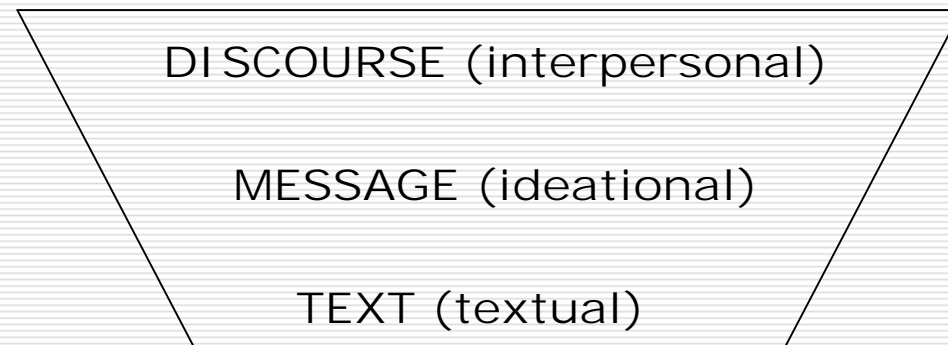 DISCOURSE (interpersonal)
MESSAGE (ideational)
TEXT (textual)